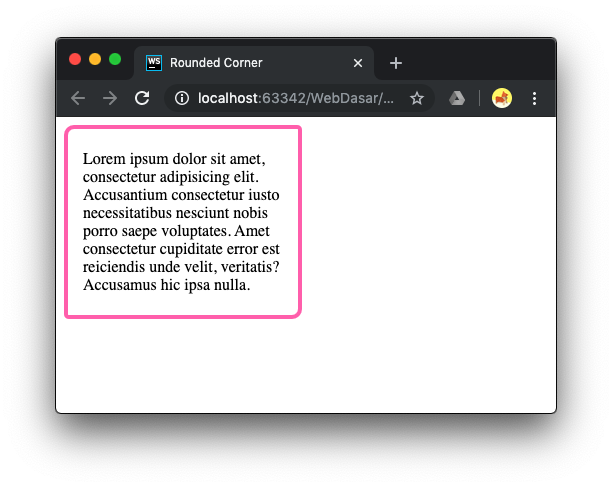 WS
Rounded Corner
localhost:63342/WebDasar/...
Lorem ipsum dolor sit amet,
consectetur adipisicing elit.
Accusantium consectetur iusto
necessitatibus nesciunt nobis
porro saepe voluptates. Amet
consectetur cupiditate error est
reiciendis unde velit, veritatis?
Accusamus hic ipsa nulla.